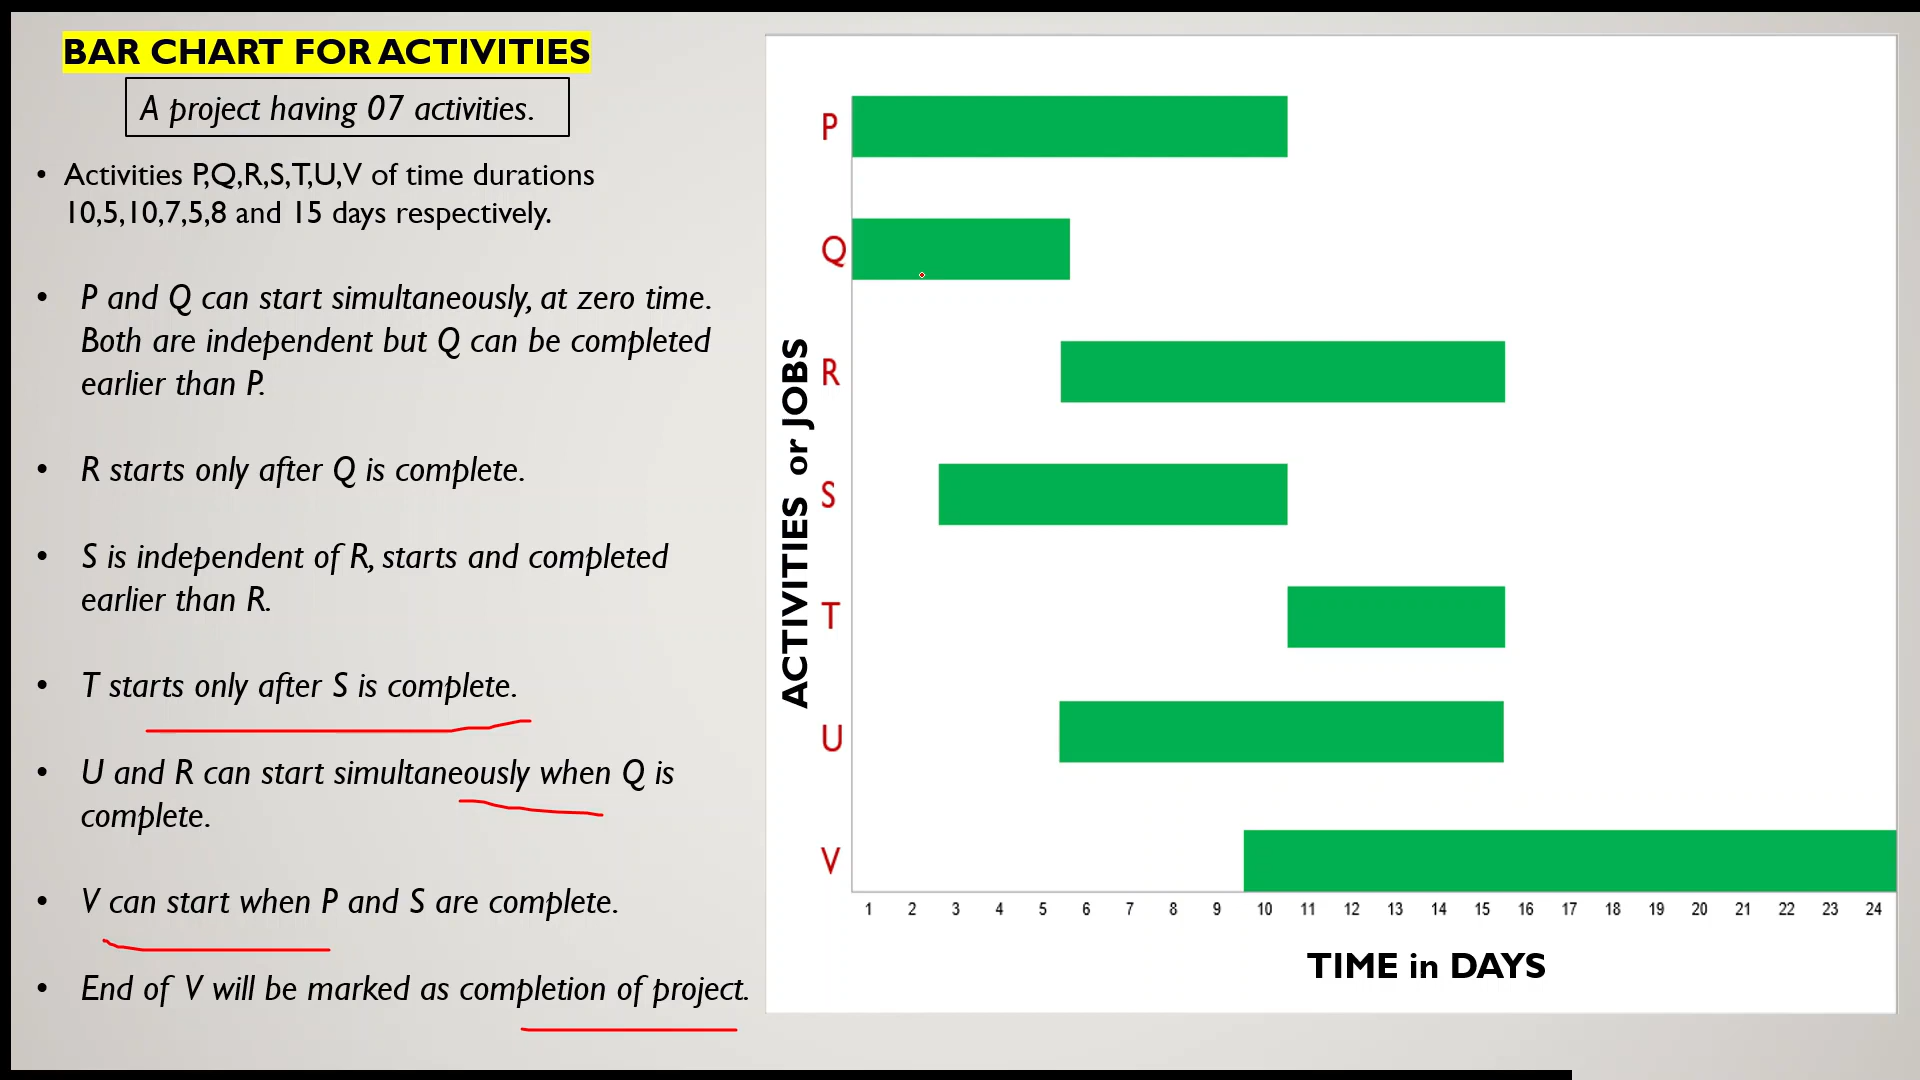 BAR CHART FOR ACTIVITIES
A project having 07 activities.
• Activities P,Q,R,S,T,U,V of time durations
10,5,10,7,5,8 and 15 days respectively.
• P and Q can start simultaneously, at zero time.
Both are independent but Q can be completed
earlier than P.
• R starts only after Q is complete.
• S is independent of R, starts and completed
earlier than R.
• T starts only after S is complete.
• U and R can start simultaneously when Q is
complete.
• V can start when P and S are complete.
• End of V will be marked as completion of project.
ACTIVITIES or JOBS
P
Q
R
S
T
U
V
1 2 3 4 5 6 7 8 9 10 11 12 13 14 15 16 17 18 19 20 21 22 23 24
TIME in DAYS